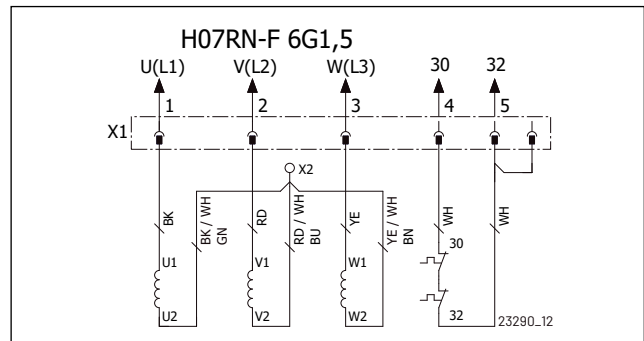 H07RN-F 6G1,5
U(L1) V(L2) W(L3) 30 32
1 2 3 4 5
X1
X2
BK
BK / WH
GN
RD
RD / WH
BU
YE
YE / WH
BN
WH
WH
30
U1 V1 W1
U2 V2 W2 32
23290_12